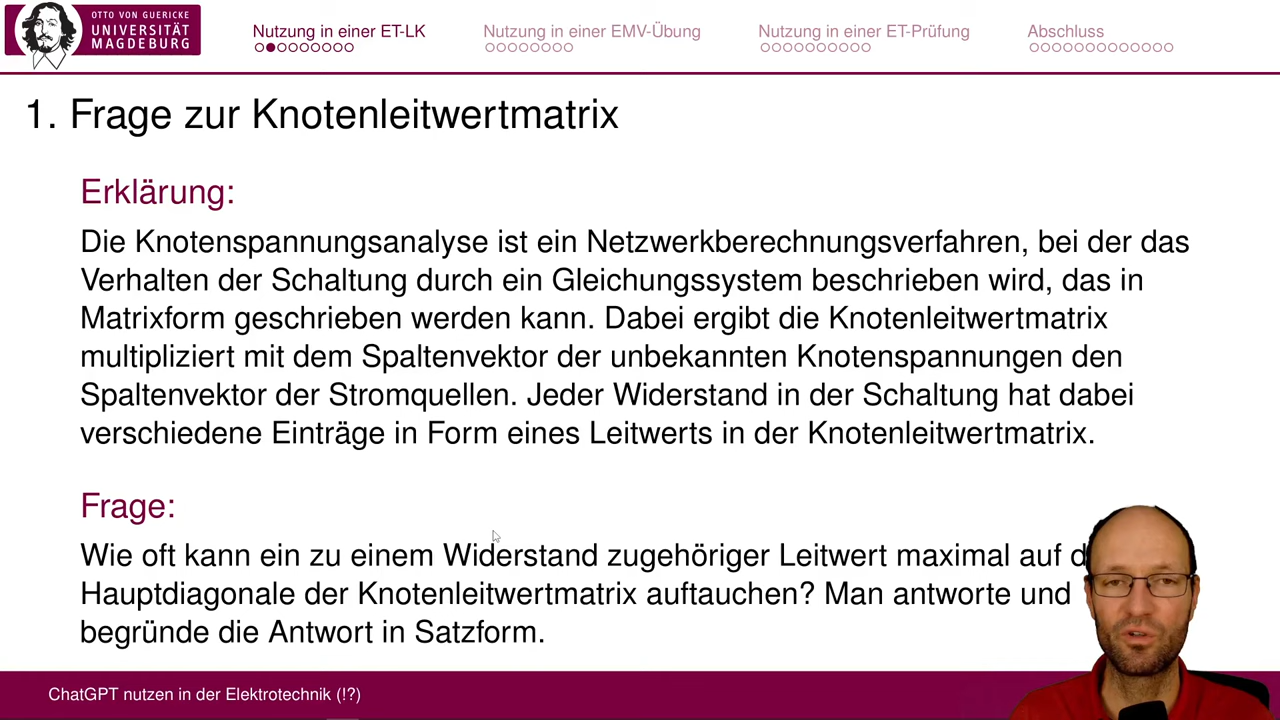 OTTO VON GUERICKE
UNIVERSITÄT
MAGDEBURG
Nutzung in einer ET-LK
Nutzung in einer EMV-Übung
Nutzung in einer ET-Prüfung
Abschluss
1. Frage zur Knotenleitwertmatrix
Erklärung:
Die Knotenspannungsanalyse ist ein Netzwerkberechnungsverfahren, bei der das
Verhalten der Schaltung durch ein Gleichungssystem beschrieben wird, das in
Matrixform geschrieben werden kann. Dabei ergibt die Knotenleitwertmatrix
multipliziert mit dem Spaltenvektor der unbekannten Knotenspannungen den
Spaltenvektor der Stromquellen. Jeder Widerstand in der Schaltung hat dabei
verschiedene Einträge in Form eines Leitwerts in der Knotenleitwertmatrix.
Frage:
Wie oft kann ein zu einem Widerstand zugehöriger Leitwert maximal auf
Hauptdiagonale der Knotenleitwertmatrix auftauchen? Man antworte und
begründe die Antwort in Satzform.
ChatGPT nutzen in der Elektrotechnik (!?)